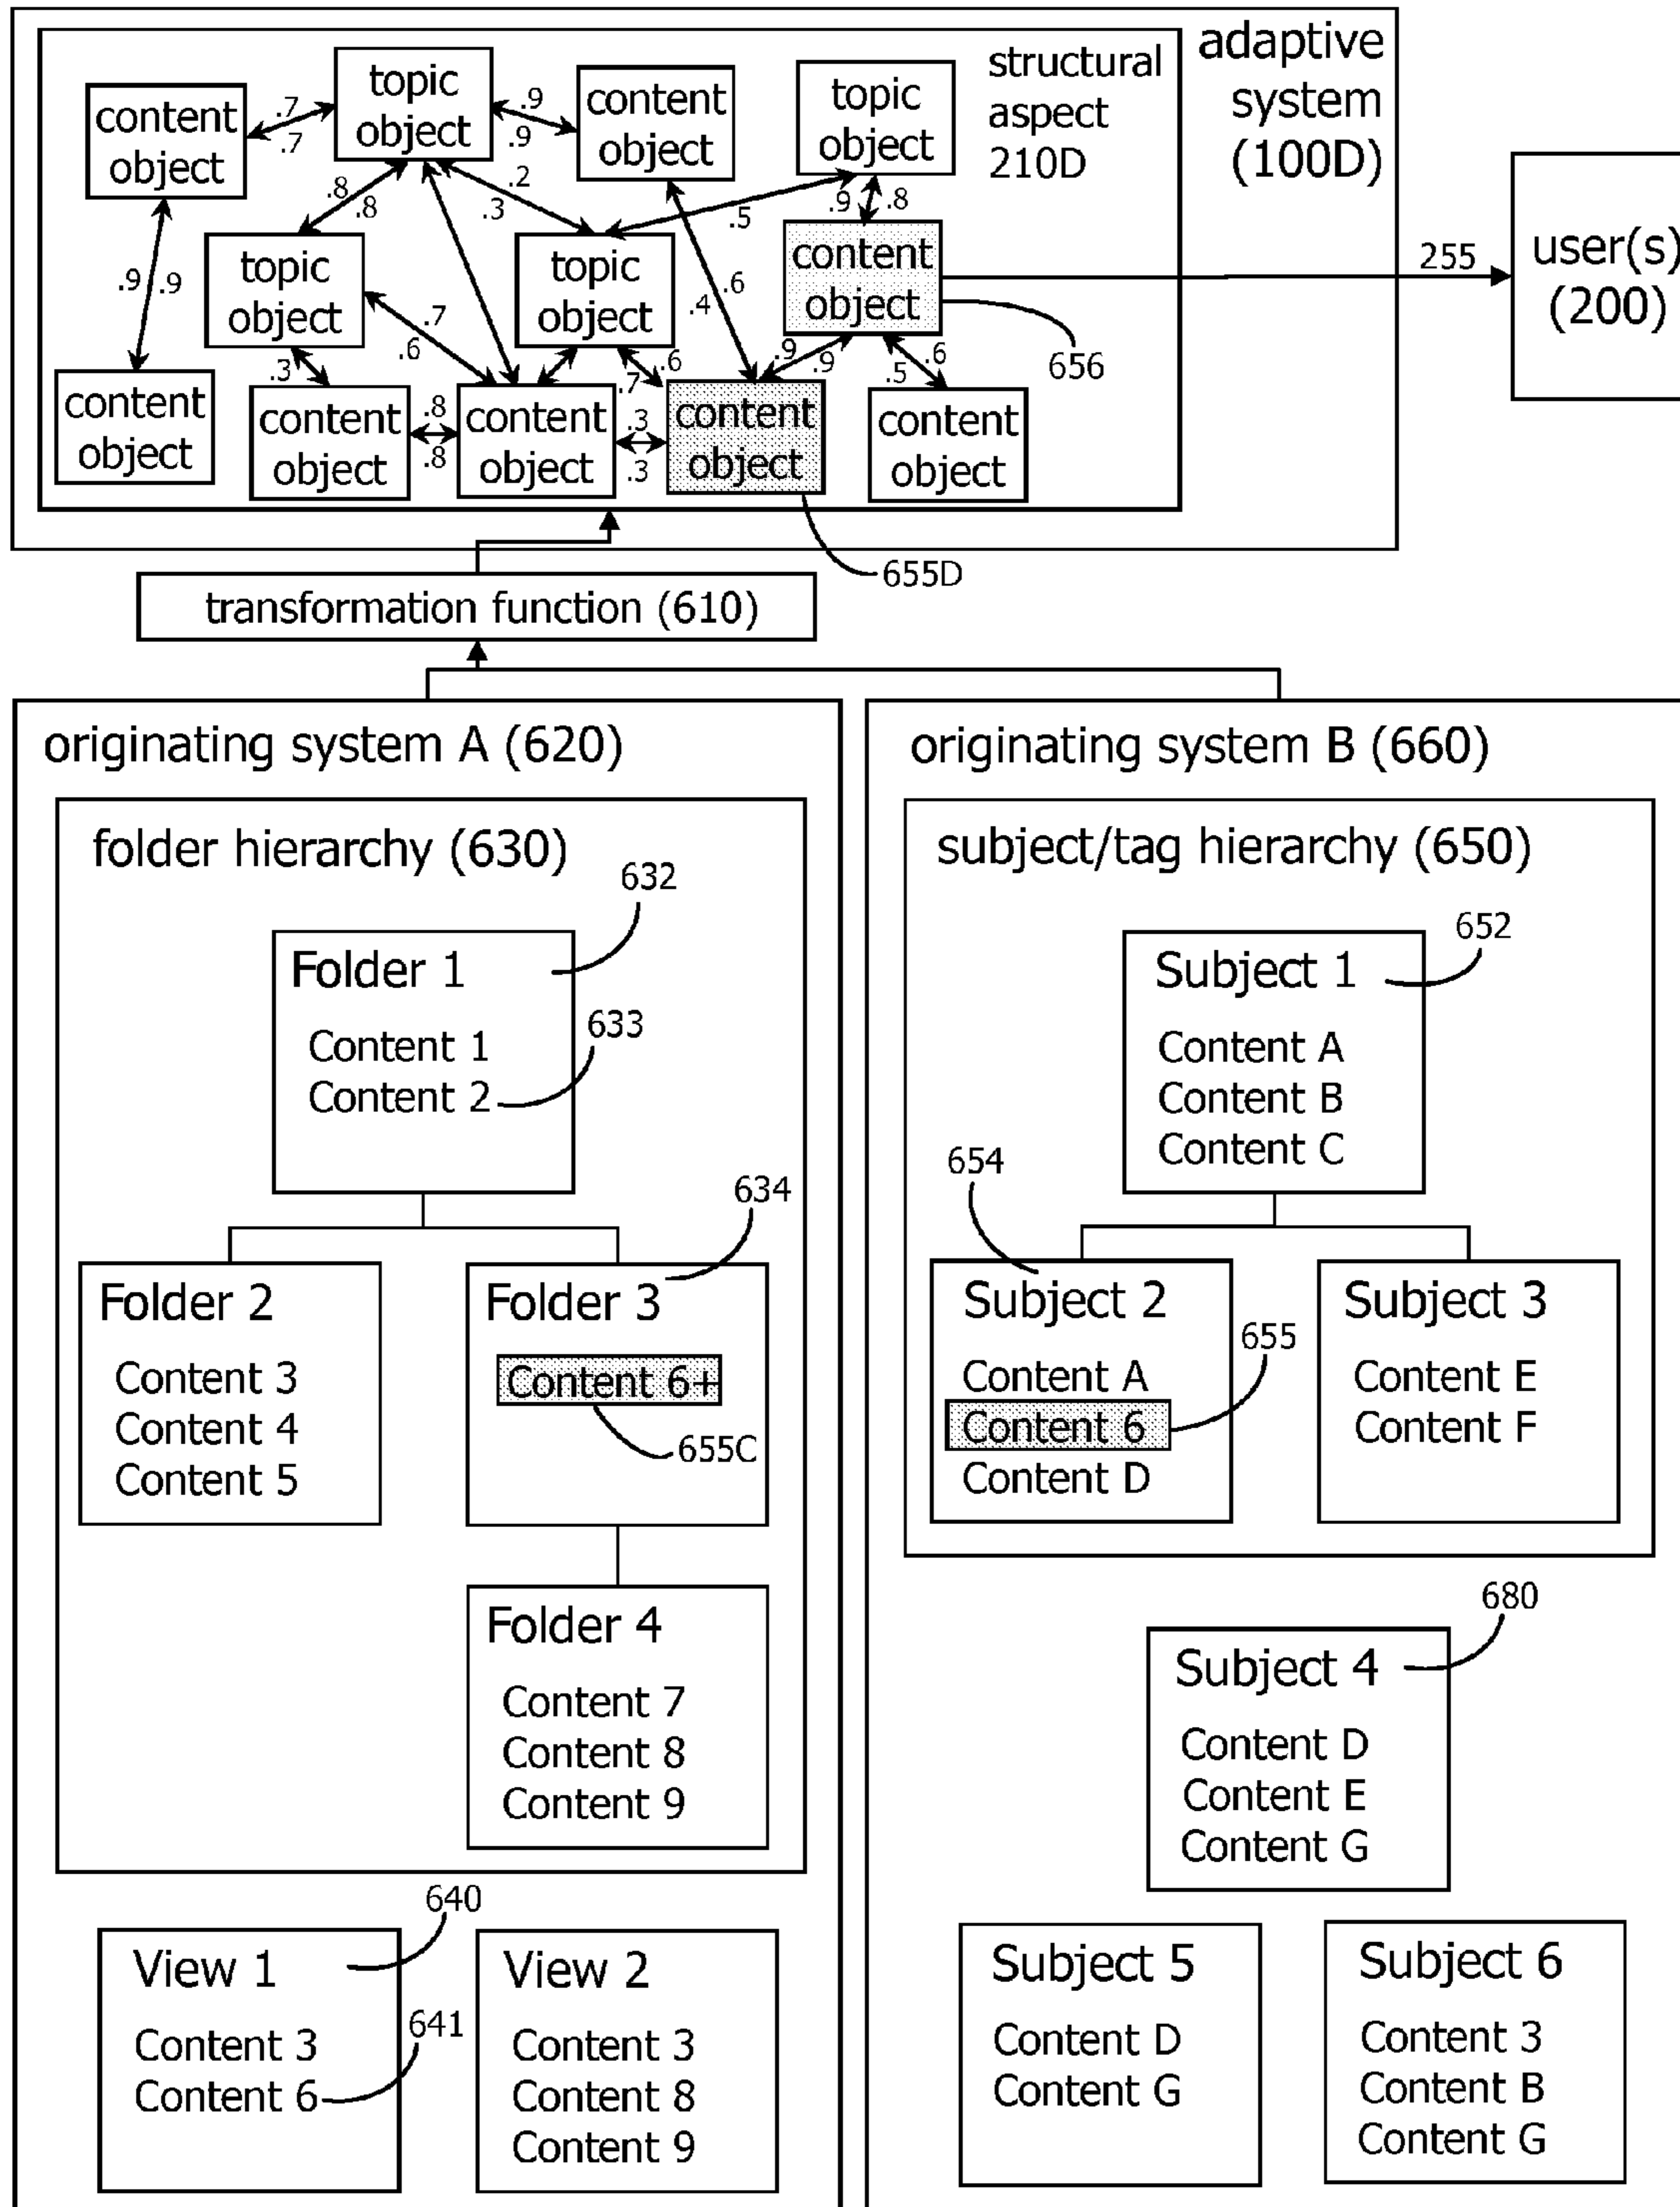 adaptive
system
(100D)
structural
aspect
210D
topic
object
content
object
topic
object
content
object
.7
.7
.9
.9
.8
.8
.2
.3
.5
.9
.8
content
object
topic
object
topic
object
.9
.9
.7
.6
.4
.6
255
user(s)
(200)
656
.3
.6
.7
.9
.9
.6
.5
content
object
content
object
content
object
content
object
content
object
.8
.8
.3
.3
655D
transformation function (610)
originating system A (620)
folder hierarchy (630)
632
Folder 1
633
Content 1
Content 2
634
Folder 2
Content 3
Content 4
Content 5
Folder 3
Content 6+
655C
Folder 4
Content 7
Content 8
Content 9
640
View 1
641
Content 3
Content 6
View 2
Content 3
Content 8
Content 9
originating system B (660)
subject/tag hierarchy (650)
652
Subject 1
Content A
Content B
Content C
654
Subject 2
655
Content A
Content 6
Content D
Subject 3
Content E
Content F
680
Subject 4
Content D
Content E
Content G
Subject 5
Content D
Content G
Subject 6
Content 3
Content B
Content G